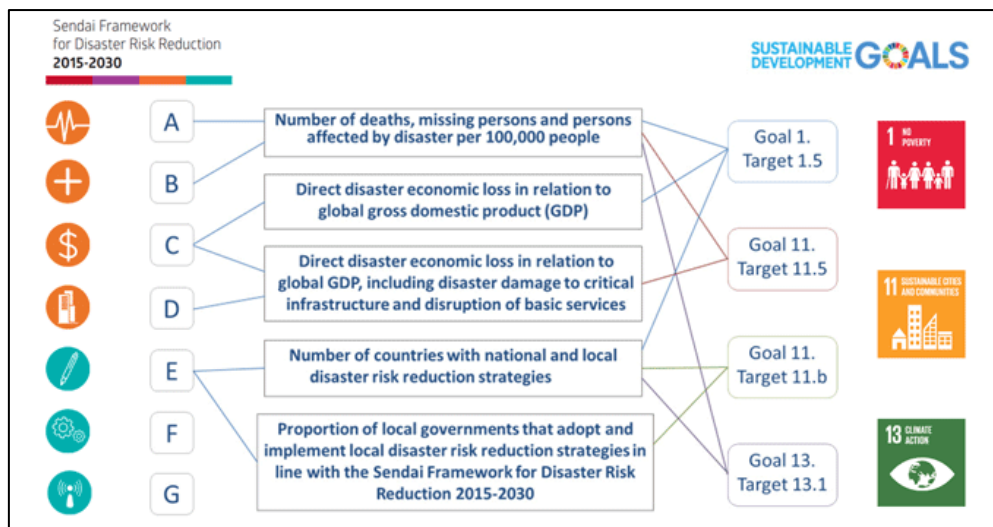 Sendai Framework
for Disaster Risk Reduction
2015-2030
SUSTAINABLE
DEVELOPMENT
GOALS
A
B
C
D
E
F
G
Number of deaths, missing persons and persons
affected by disaster per 100,000 people
Direct disaster economic loss in relation to
global gross domestic product (GDP)
Direct disaster economic loss in relation to
global GDP, including disaster damage to critical
infrastructure and disruption of basic services
Number of countries with national and local
disaster risk reduction strategies
Proportion of local governments that adopt and
implement local disaster risk reduction strategies in
line with the Sendai Framework for Disaster Risk
Reduction 2015-2030
Goal 1.
Target 1.5
Goal 11.
Target 11.5
Goal 11.
Target 11.b
Goal 13.
Target 13.1
1 NO
POVERTY
11 SUSTAINABLE CITIES
AND COMMUNITIES
13 CLIMATE
ACTION
$